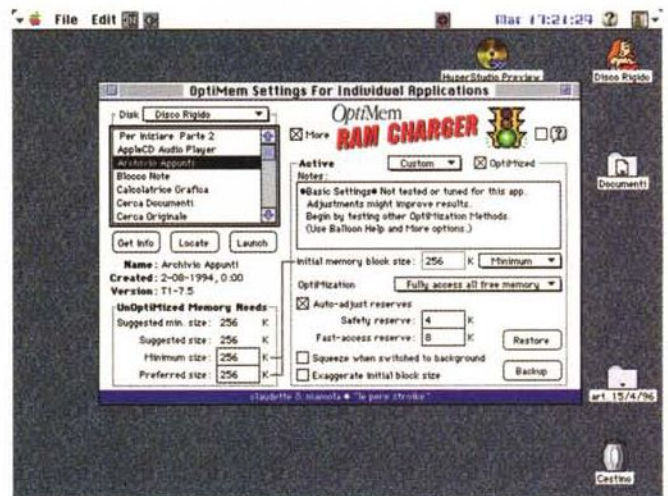 File Edit Mar 17:21:29
HyperStudio Preview
Disco Rigido
OptiMem Settings For Individual Applications
Disk Disco Rigido
Per Iniziare Parte 2
AppleCD Audio Player
Archivio Appunti
Blocco Note
Calcolatrice Grafica
Cerca Documenti
Cerca Originale
Get Info Locate Launch
Name: Archivio Appunti
Created: 2-08-1994, 0:00
Version: T1-7.5
UnOptiMized Memory Needs
Suggested min. size: 256 K
Suggested size: 256 K
Minimum size: 256 K
Preferred size: 256 K
More
OptiMem
RAM CHARGER
Active Custom OptiMized
Notes:
•Basic Settings• Not tested or tuned for this app.
Adjustments might improve results.
Begin by testing other OptiMization Methods.
(Use Balloon Help and More options.)
Initial memory block size: 256 K Minimum
OptiMization Fully access all free memory
Auto-adjust reserves
Safety reserve: 4 K
Fast-access reserve: 8 K
Restore
Squeeze when switched to background
Exaggerate initial block size
Backup
Documenti
art. 15/4/96
Cestino